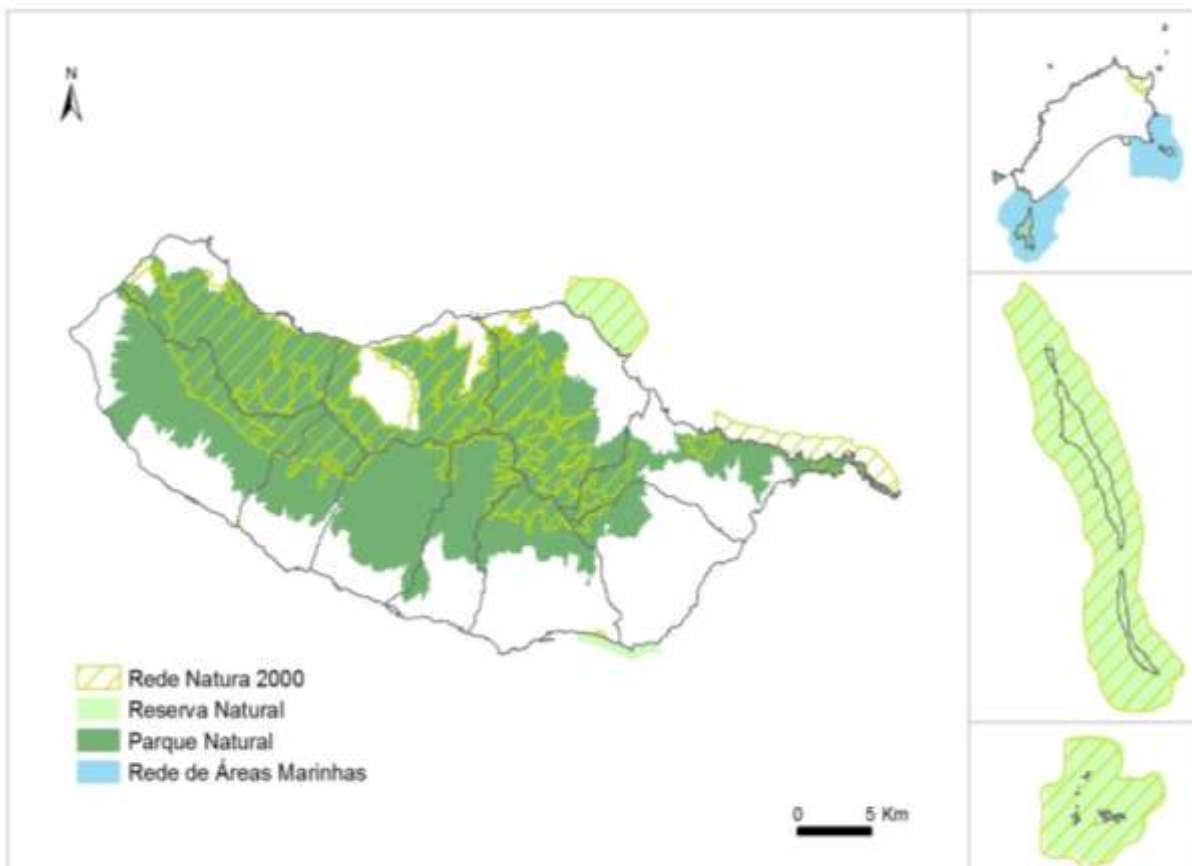 N
Rede Natura 2000
Reserva Natural
Parque Natural
Rede de Áreas Marinhas
0 5 Km